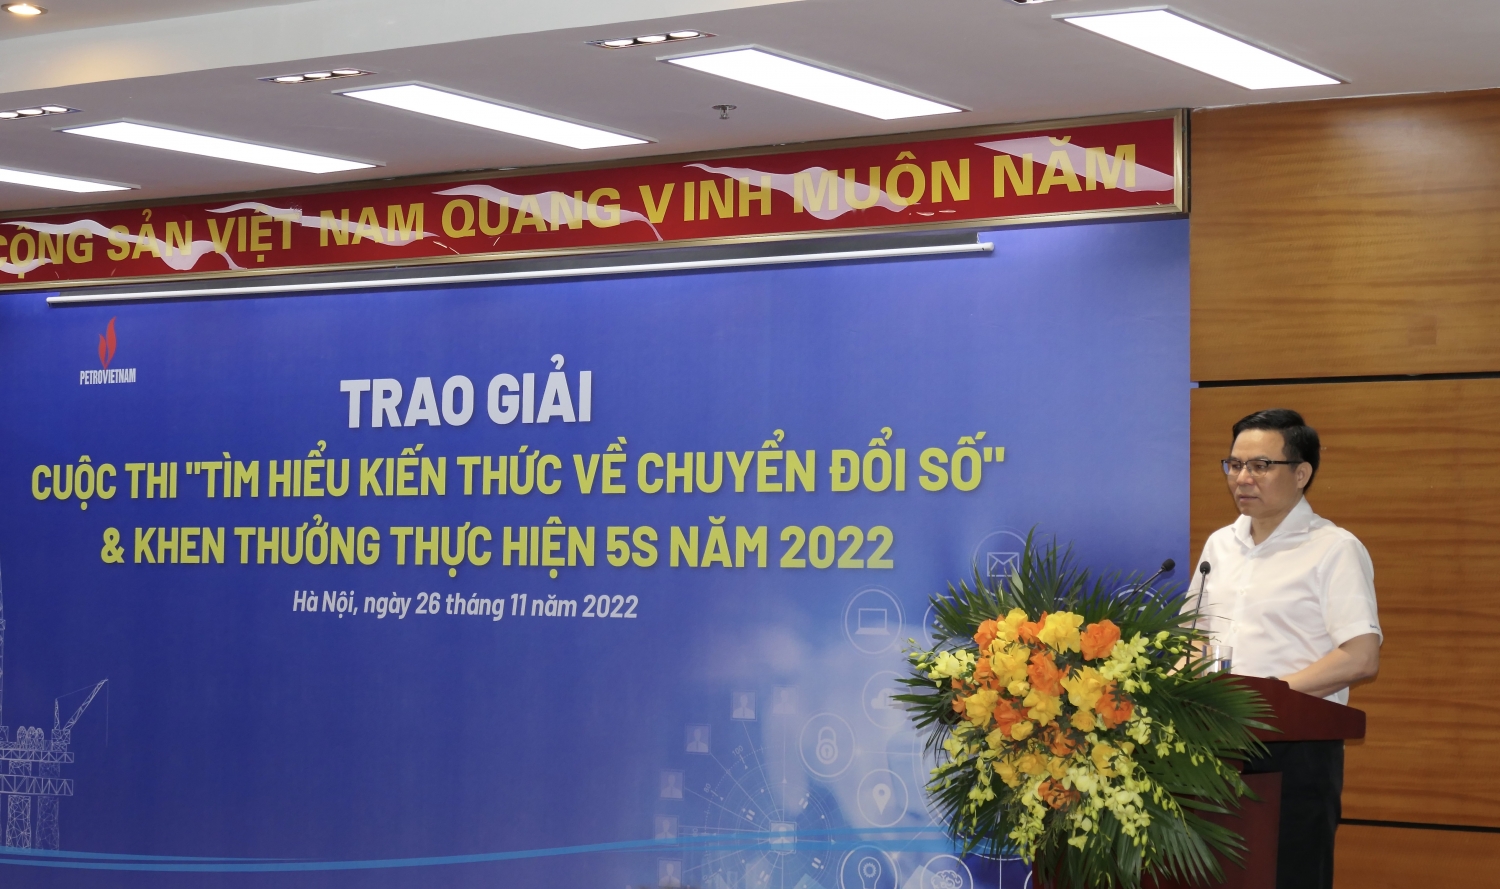 CỘNG SẢN VIỆT NAM QUANG VINH MUÔN NĂM
PETROVIETNAM
TRAO GIẢI
CUỘC THI "TÌM HIỂU KIẾN THỨC VỀ CHUYỂN ĐỔI SỐ"
& KHEN THƯỞNG THỰC HIỆN 5S NĂM 2022
Hà Nội, ngày 26 tháng 11 năm 2022